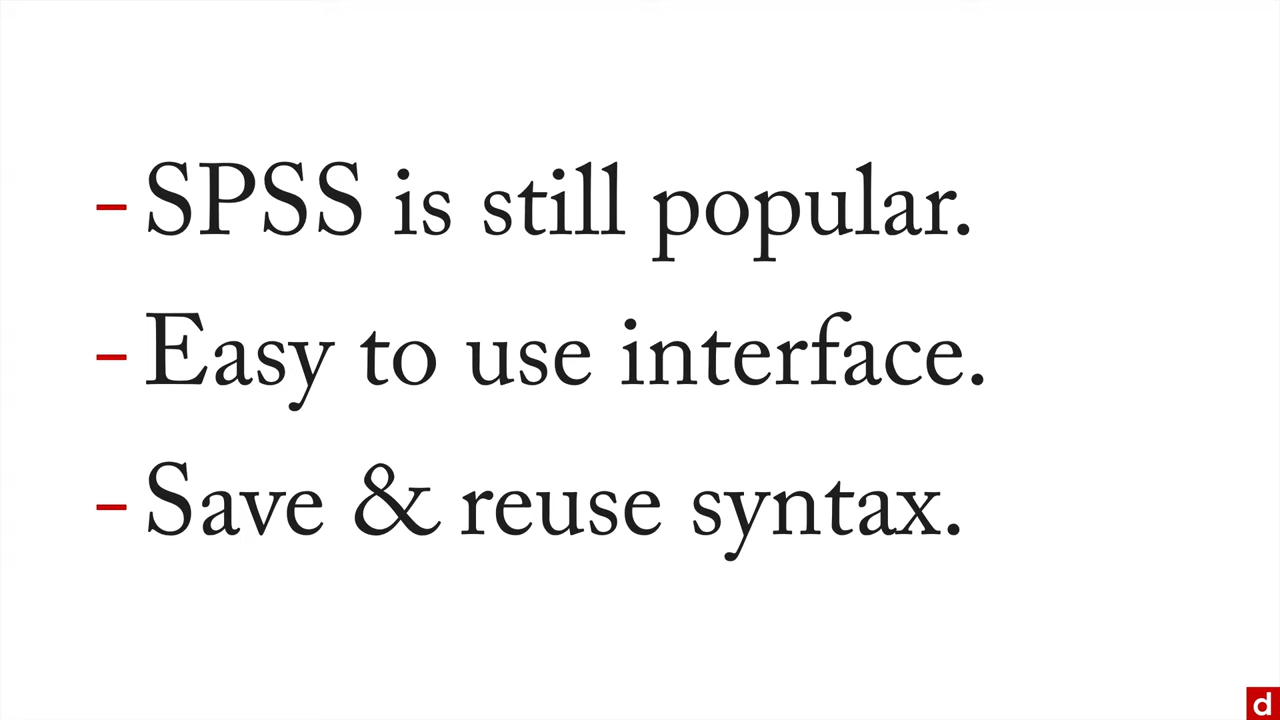 - SPSS is still popular.
- Easy to use interface.
- Save & reuse syntax.
d